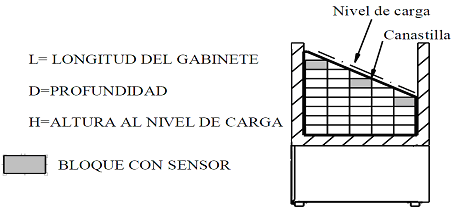 Nivel de carga
Canastilla
L= LONGITUD DEL GABINETE
D=PROFUNDIDAD
H=ALTURA AL NIVEL DE CARGA
BLOQUE CON SENSOR